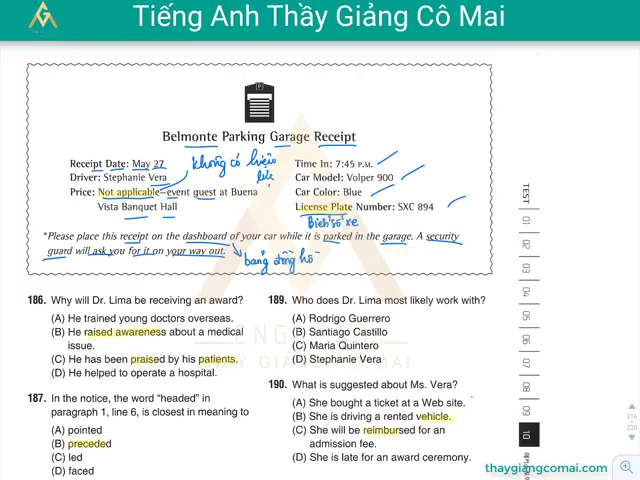 Tiếng Anh Thầy Giảng Cô Mai
Belmonte Parking Garage Receipt
Receipt Date: May 27
Time In: 7:45 P.M.
không có hiệu lực
Driver: Stephanie Vera
Car Model: Volper 900
Price: Not applicable—event guest at Buena
Car Color: Blue
Vista Banquet Hall
License Plate Number: SXC 894
Biển số xe
*Please place this receipt on the dashboard of your car while it is parked in the garage. A security
guard will ask you for it on your way out.
bảng đồng hồ
186. Why will Dr. Lima be receiving an award?
(A) He trained young doctors overseas.
(B) He raised awareness about a medical
issue.
(C) He has been praised by his patients.
(D) He helped to operate a hospital.
187. In the notice, the word “headed” in
paragraph 1, line 6, is closest in meaning to
(A) pointed
(B) preceded
(C) led
(D) faced
189. Who does Dr. Lima most likely work with?
(A) Rodrigo Guerrero
(B) Santiago Castillo
(C) Maria Quintero
(D) Stephanie Vera
190. What is suggested about Ms. Vera?
(A) She bought a ticket at a Web site.
(B) She is driving a rented vehicle.
(C) She will be reimbursed for an
admission fee.
(D) She is late for an award ceremony.
TEST
01
02
03
04
05
06
07
08
09
10
216
220
thaygiangcomai.com